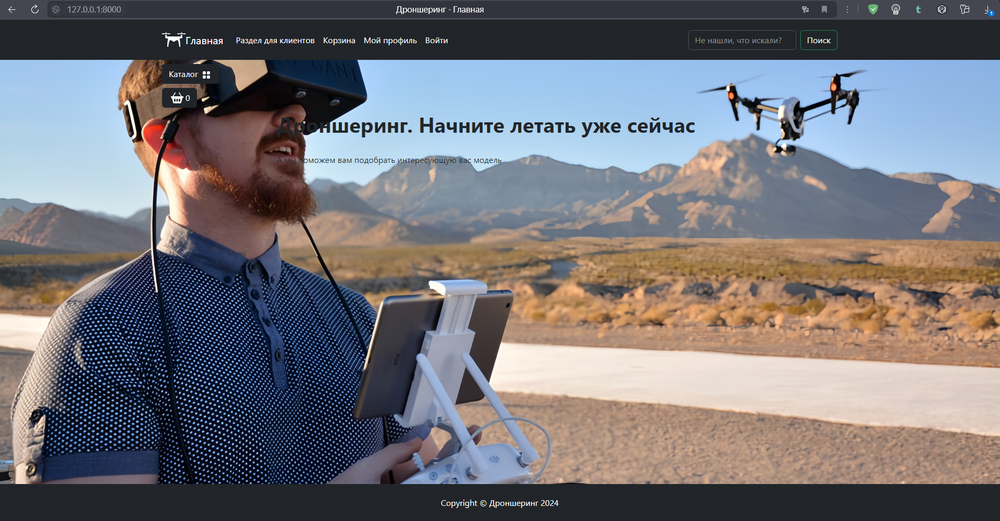 127.0.0.1:8000
Дроншеринг - Главная
1
Главная
Раздел для клиентов
Корзина
Мой профиль
Войти
Не нашли, что искали?
Поиск
Каталог
0
Дроншеринг. Начните летать уже сейчас
А мы поможем вам подобрать интересующую вас модель
Copyright © Дроншеринг 2024